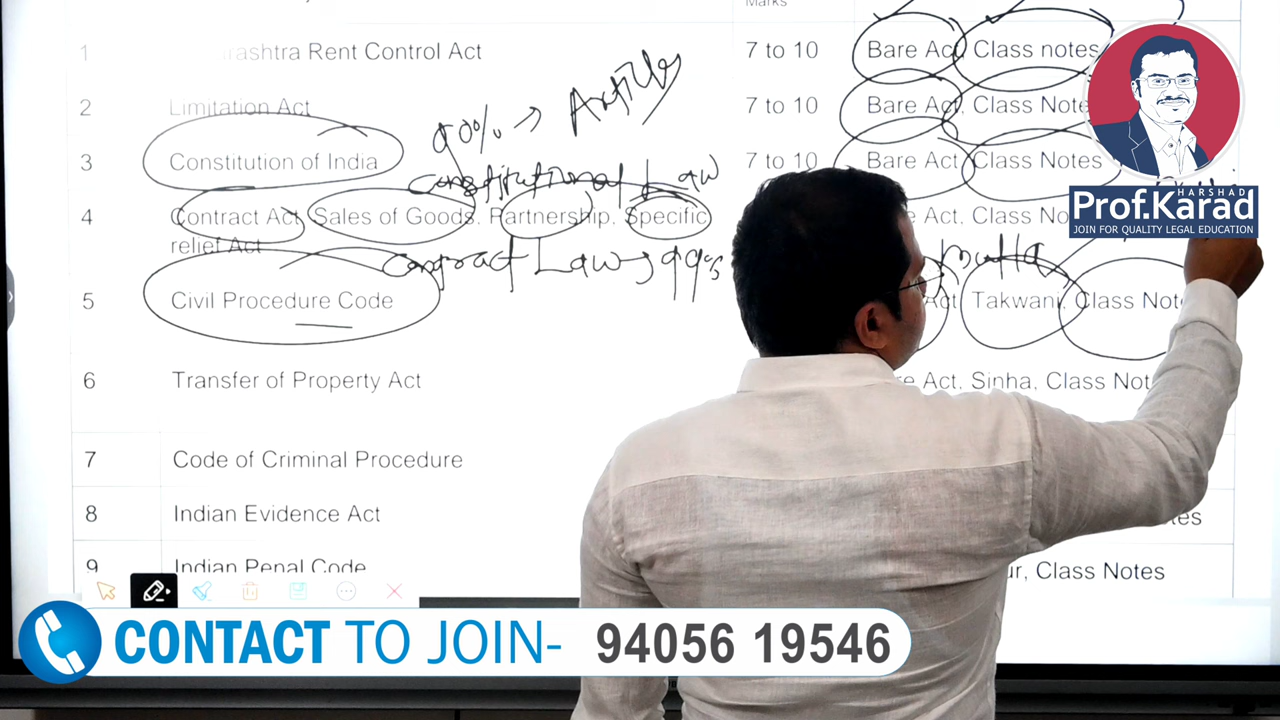 Marks
1 rashtra Rent Control Act 7 to 10 Bare Act, Class notes
2 Limitation Act 7 to 10 Bare Act, Class Note
90% → Articles
3 Constitution of India 7 to 10 Bare Act, Class Notes
Constitutional Law
4 Contract Act, Sales of Goods, Partnership, Specific Act, Class No
relief Act
Contract Law → 99%
mulla
5 Civil Procedure Code Act, Takwani, Class Note
6 Transfer of Property Act re Act, Sinha, Class Not
7 Code of Criminal Procedure
8 Indian Evidence Act tes
9 Indian Penal Code ur, Class Notes
HARSHAD
Prof.Karad
JOIN FOR QUALITY LEGAL EDUCATION
CONTACT TO JOIN- 94056 19546